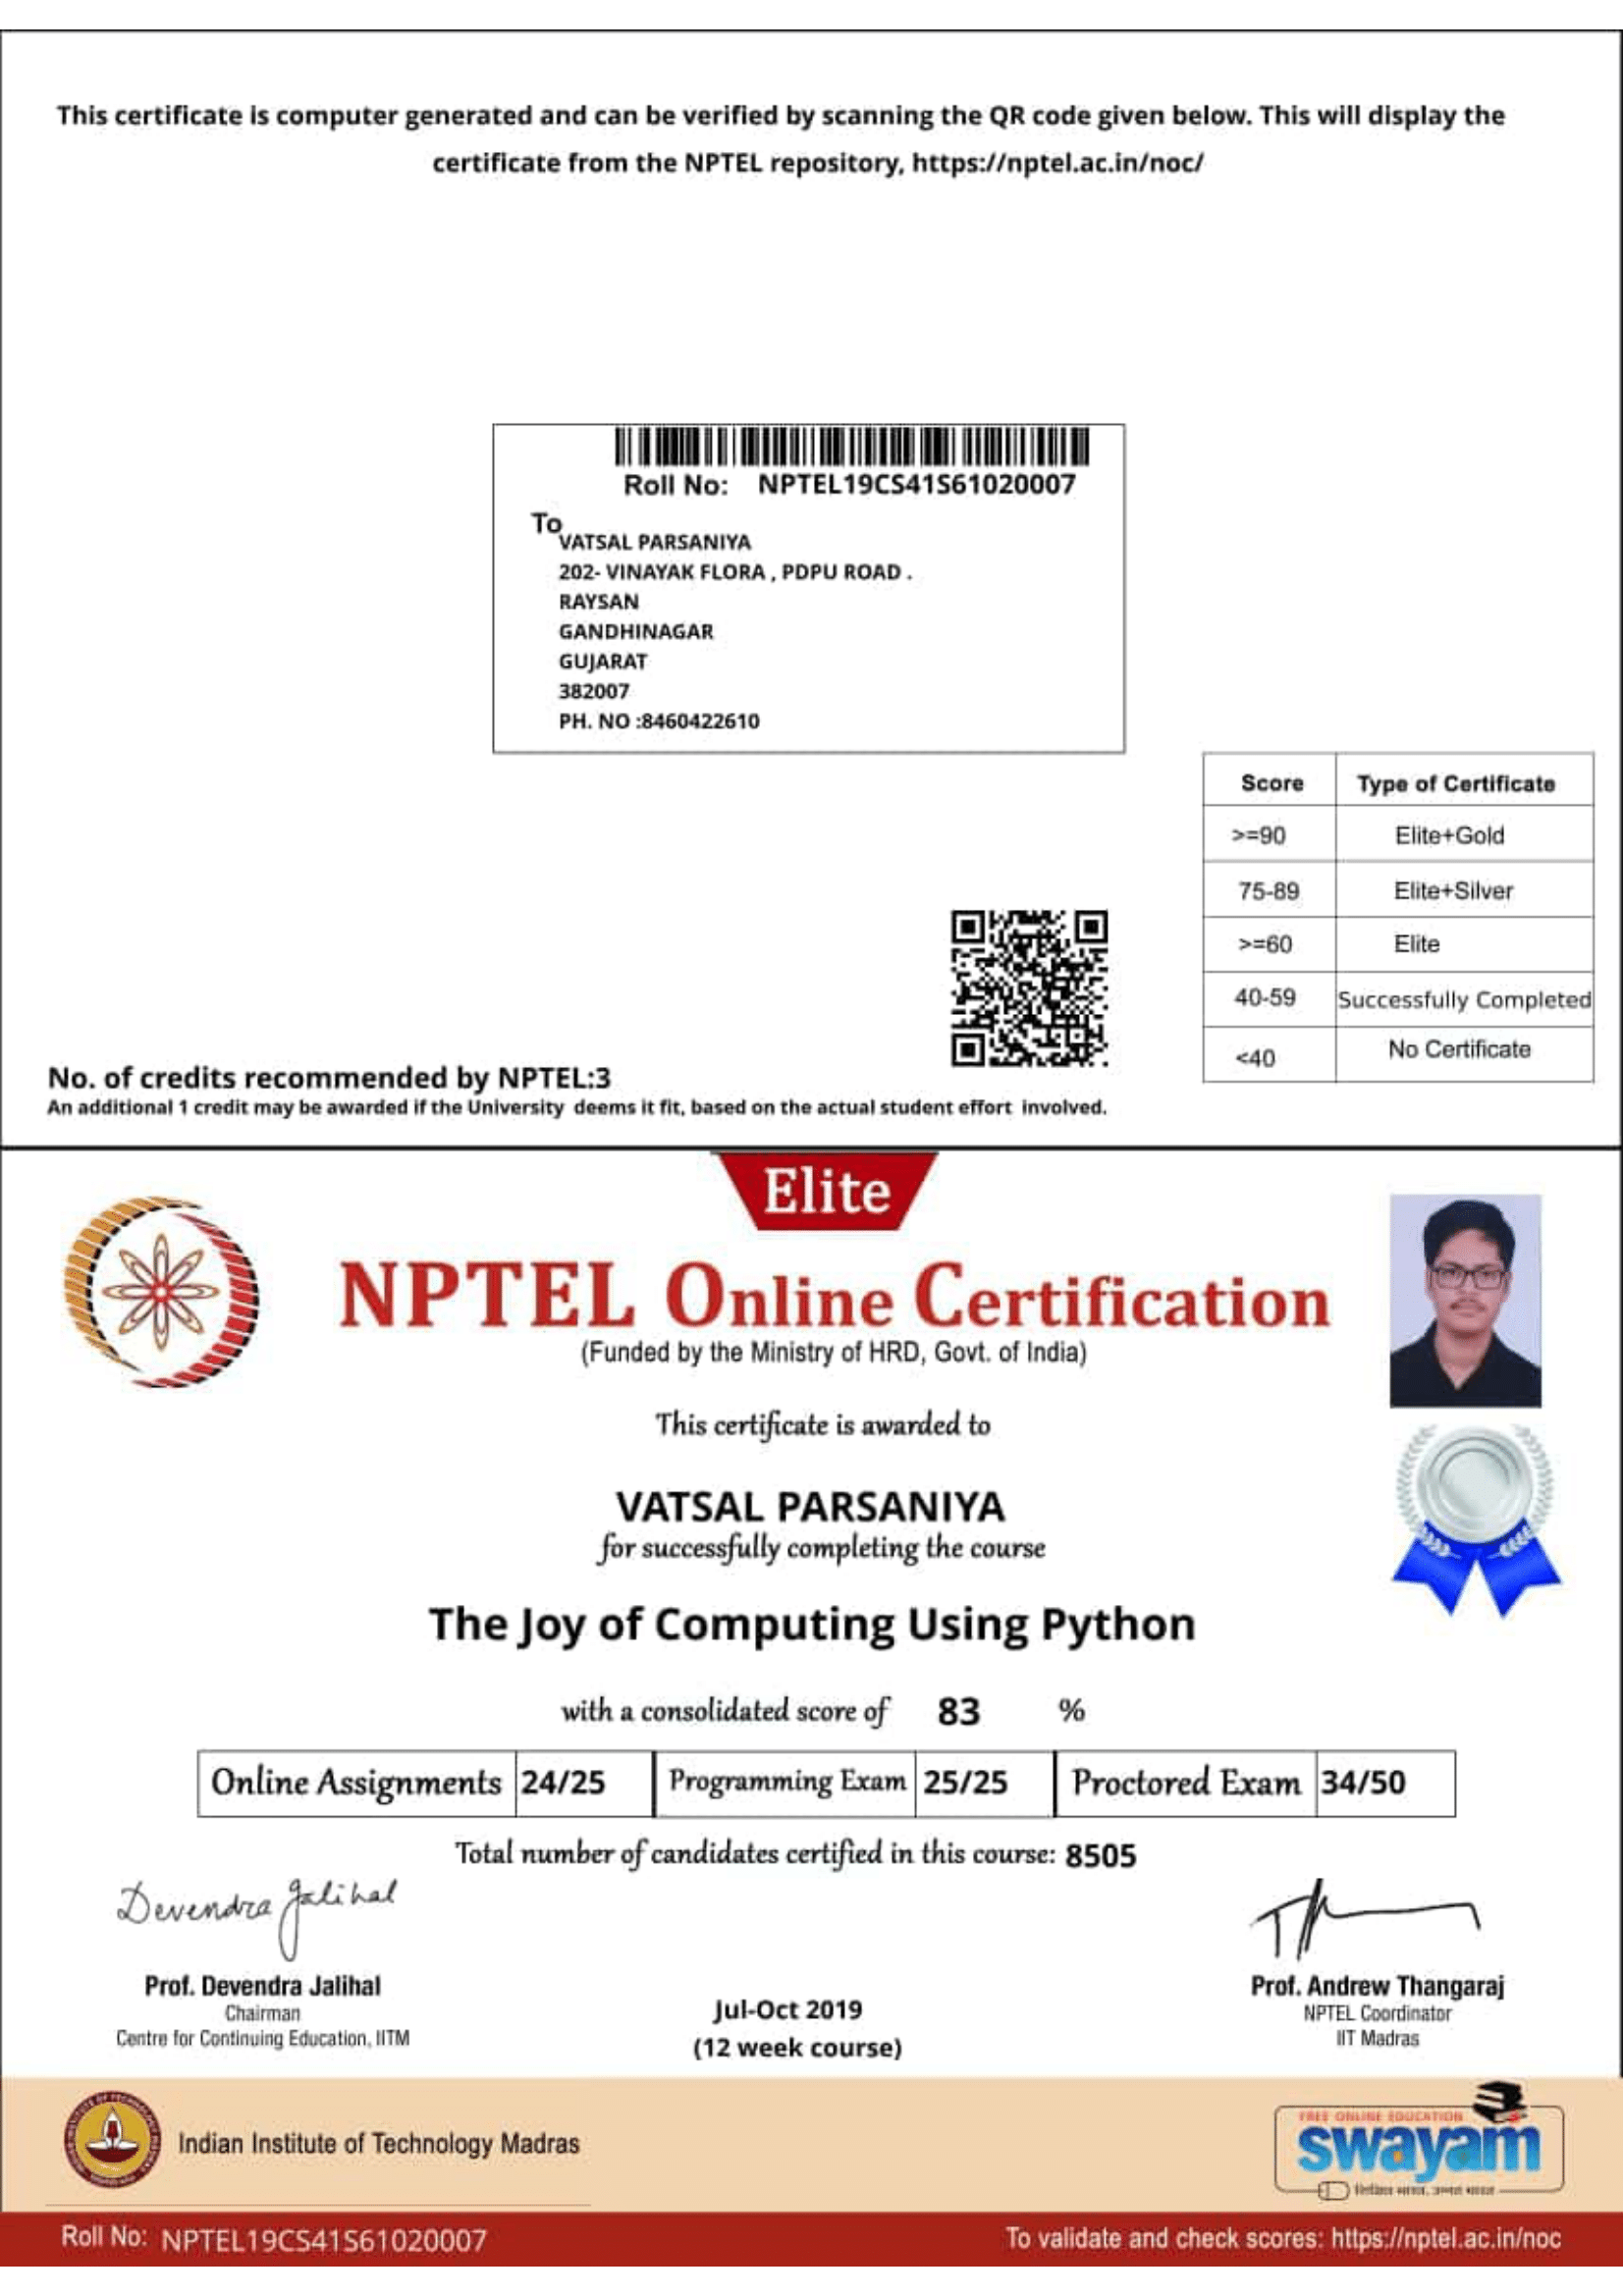 This certificate is computer generated and can be verified by scanning the QR code given below. This will display the
certificate from the NPTEL repository, https://nptel.ac.in/noc/
Roll No: NPTEL19CS41S61020007
To
VATSAL PARSANIYA
202- VINAYAK FLORA , PDPU ROAD .
RAYSAN
GANDHINAGAR
GUJARAT
382007
PH. NO :8460422610
Score Type of Certificate
>=90 Elite+Gold
75-89 Elite+Silver
>=60 Elite
40-59 Successfully Completed
<40 No Certificate
No. of credits recommended by NPTEL:3
An additional 1 credit may be awarded if the University deems it fit, based on the actual student effort involved.
Elite
NPTEL Online Certification
(Funded by the Ministry of HRD, Govt. of India)
This certificate is awarded to
VATSAL PARSANIYA
for successfully completing the course
The Joy of Computing Using Python
with a consolidated score of 83 %
Online Assignments 24/25 Programming Exam 25/25 Proctored Exam 34/50
Total number of candidates certified in this course: 8505
Devendra Jalihal
Prof. Devendra Jalihal
Chairman
Centre for Continuing Education, IITM
Jul-Oct 2019
(12 week course)
Prof. Andrew Thangaraj
NPTEL Coordinator
IIT Madras
Indian Institute of Technology Madras
FREE ONLINE EDUCATION
swayam
Roll No: NPTEL19CS41S61020007
To validate and check scores: https://nptel.ac.in/noc